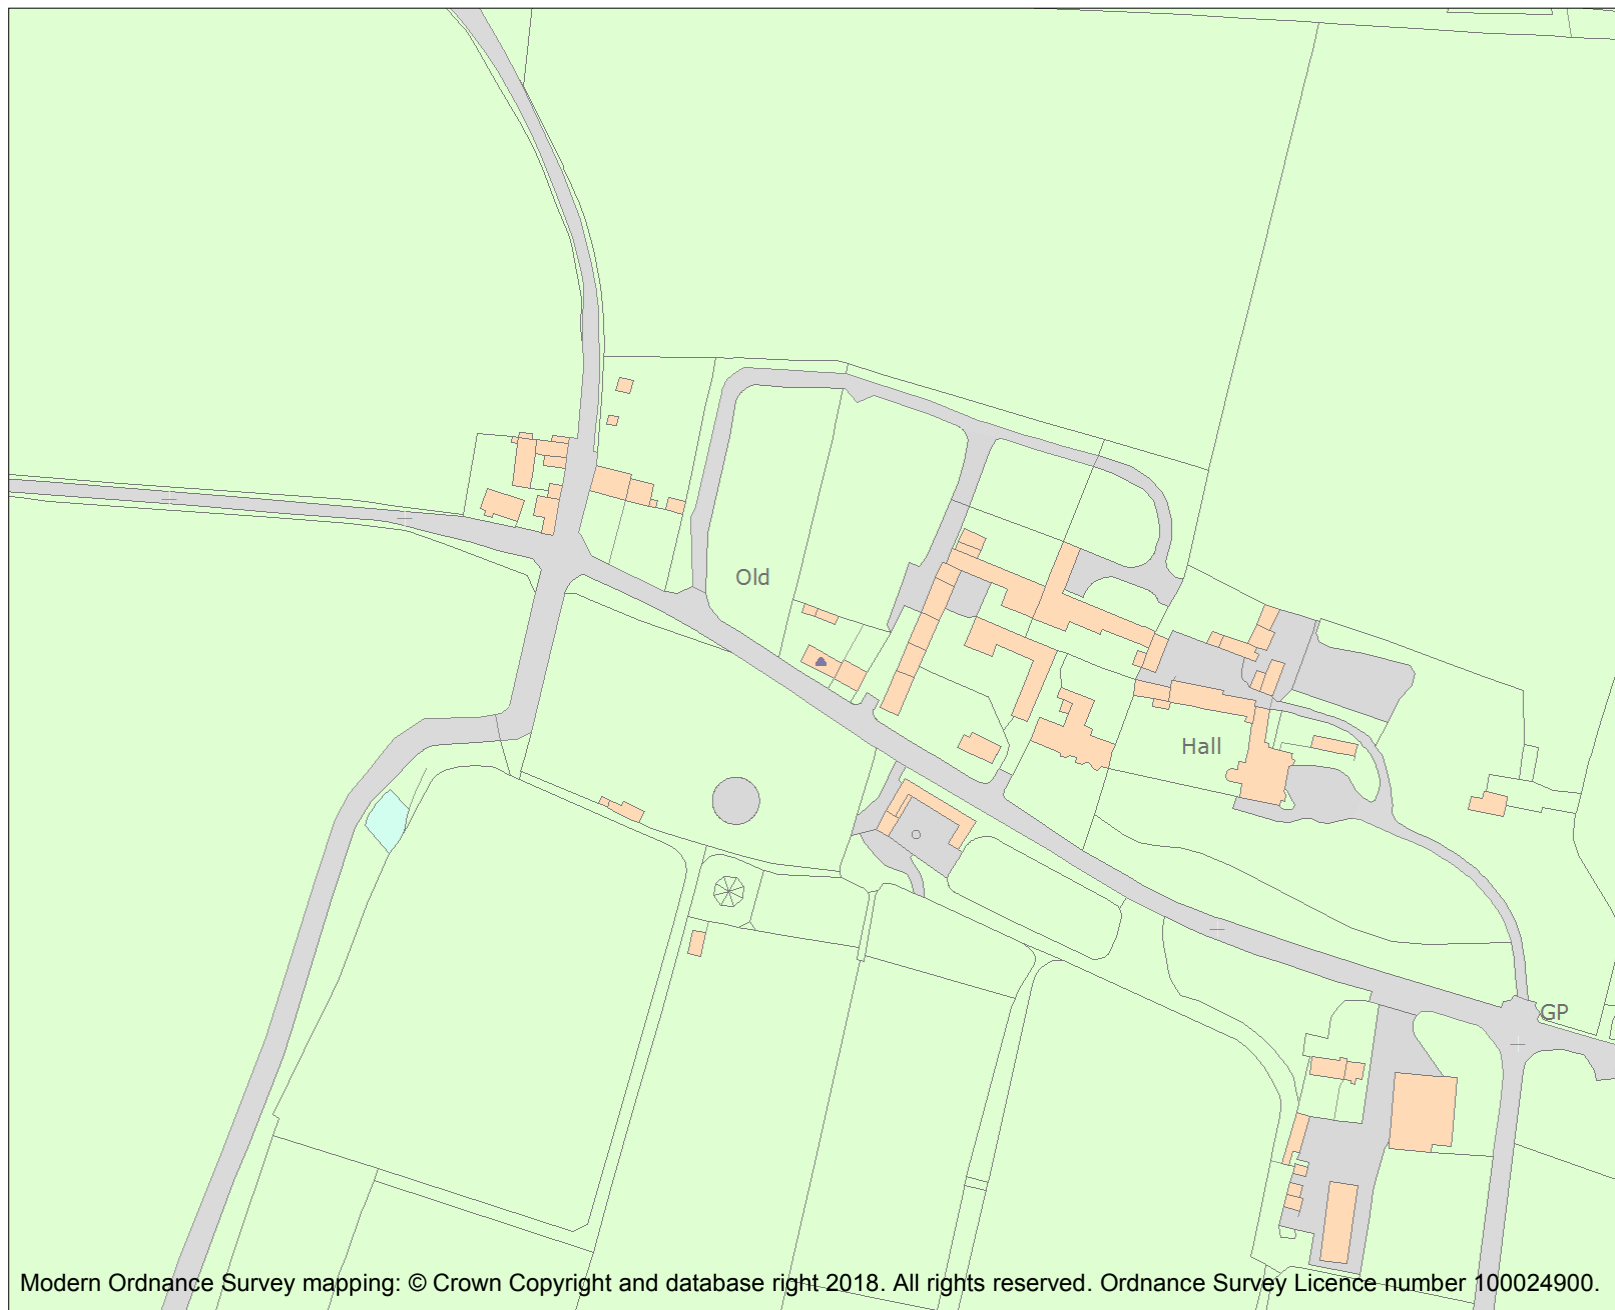 Old
Hall
GP
Modern Ordnance Survey mapping: © Crown Copyright and database right 2018. All rights reserved. Ordnance Survey Licence number 100024900.